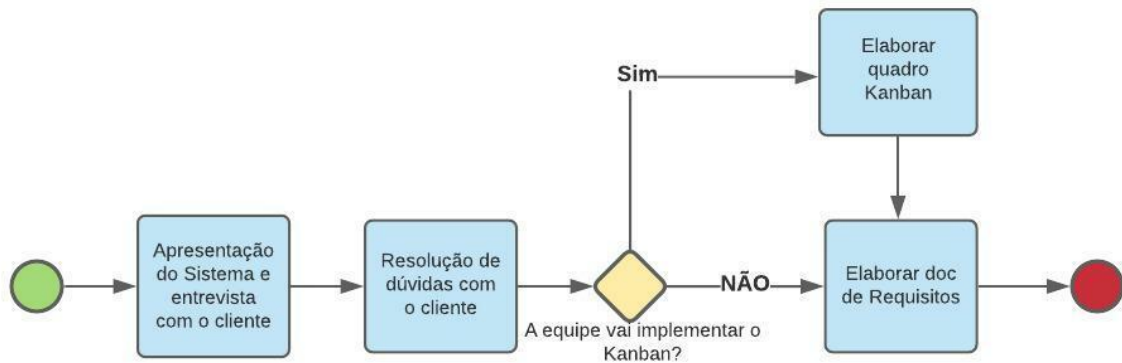 Apresentação
do Sistema e
entrevista
com o cliente
Resolução de
dúvidas com
o cliente
A equipe vai implementar o
Kanban?
Sim
Elaborar
quadro
Kanban
NÃO
Elaborar doc
de Requisitos